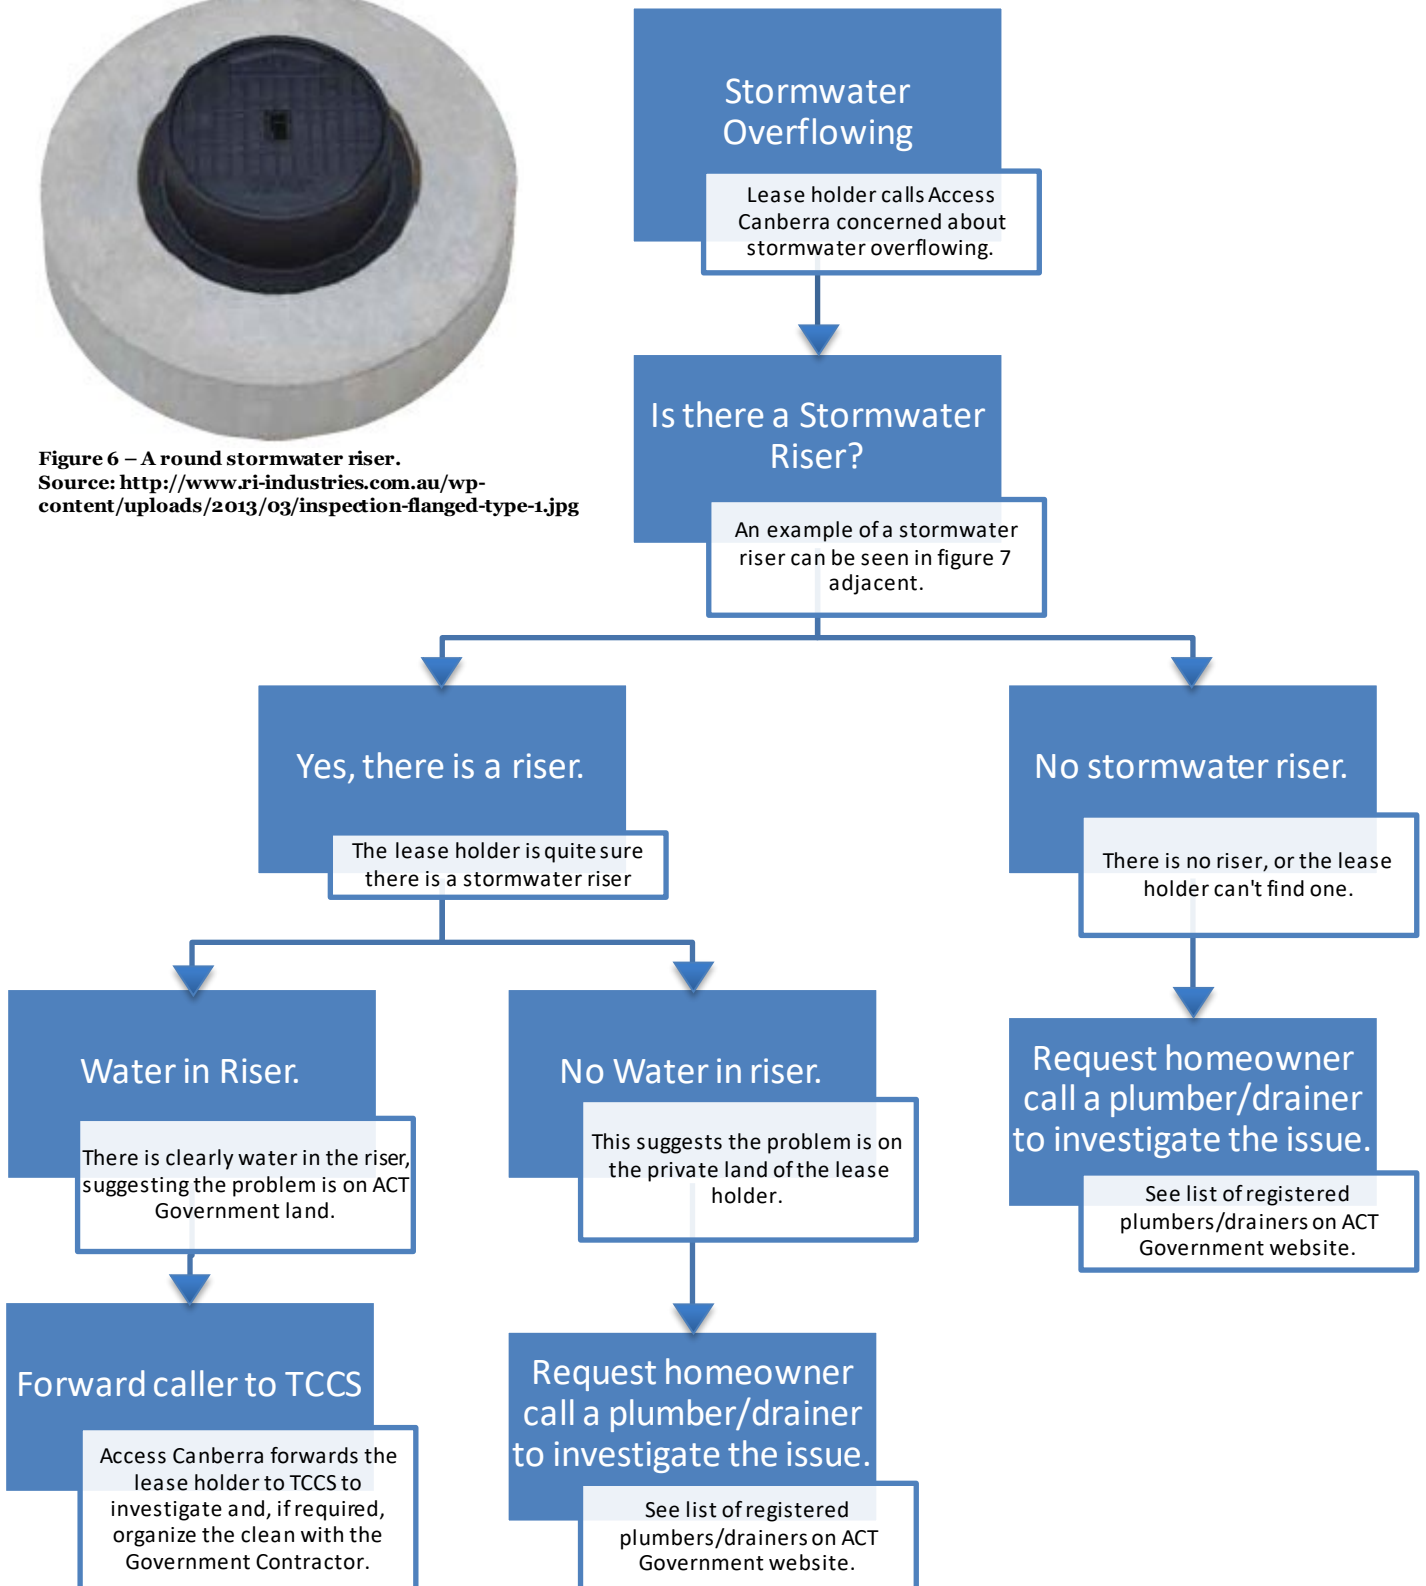 Stormwater
Overflowing
Lease holder calls Access
Canberra concerned about
stormwater overflowing.
Figure 6 – A round stormwater riser.
Source: http://www.ri-industries.com.au/wp-
content/uploads/2013/03/inspection-flanged-type-1.jpg
Is there a Stormwater
Riser?
An example of a stormwater
riser can be seen in figure 7
adjacent.
Yes, there is a riser.
The lease holder is quite sure
there is a stormwater riser
No stormwater riser.
There is no riser, or the lease
holder can't find one.
Water in Riser.
There is clearly water in the riser,
suggesting the problem is on ACT
Government land.
No Water in riser.
This suggests the problem is on
the private land of the lease
holder.
Request homeowner
call a plumber/drainer
to investigate the issue.
See list of registered
plumbers/drainers on ACT
Government website.
Forward caller to TCCS
Access Canberra forwards the
lease holder to TCCS to
investigate and, if required,
organize the clean with the
Government Contractor.
Request homeowner
call a plumber/drainer
to investigate the issue.
See list of registered
plumbers/drainers on ACT
Government website.